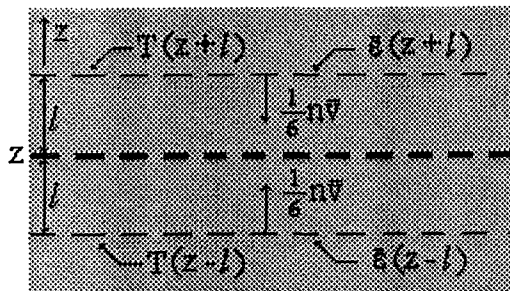 z
T(z+l) ε(z+l)
l
1/6 nv̄
Z
l
1/6 nv̄
T(z-l) ε(z-l)